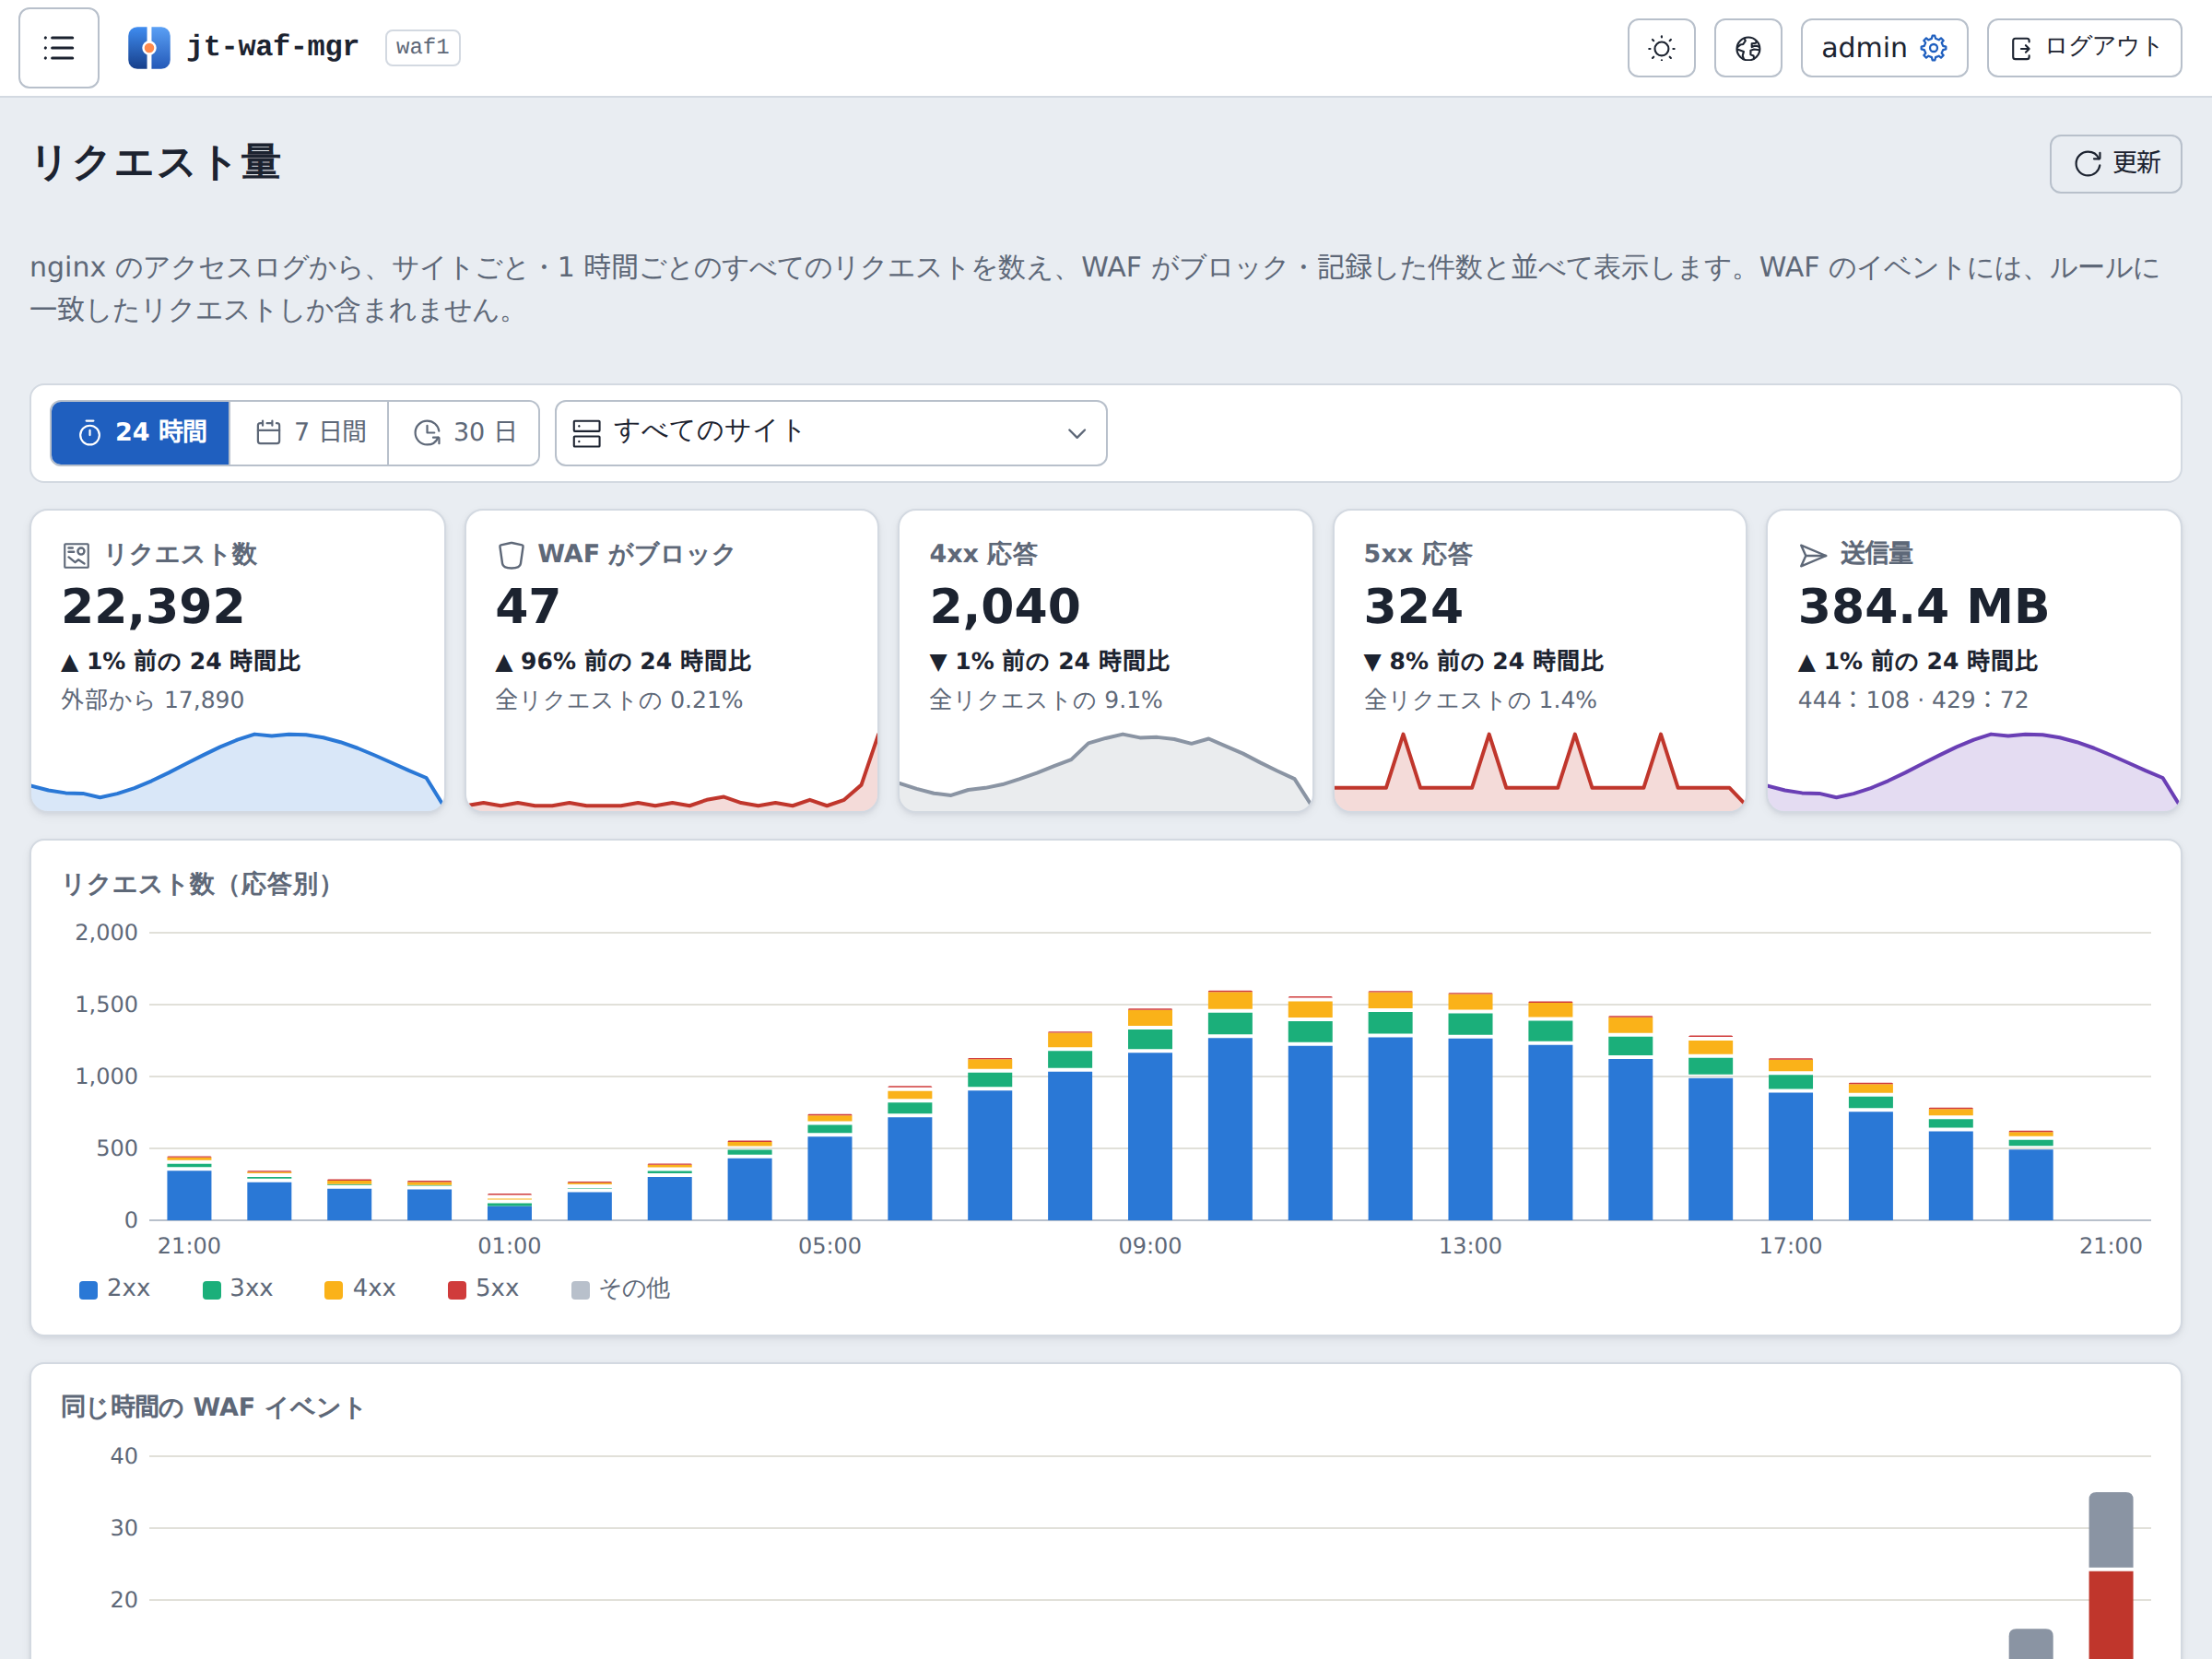 jt-waf-mgr
waf1
admin
ログアウト
リクエスト量
更新
nginx のアクセスログから、サイトごと・1 時間ごとのすべてのリクエストを数え、WAF がブロック・記録した件数と並べて表示します。WAF のイベントには、ルールに
一致したリクエストしか含まれません。
24 時間
7 日間
30 日
すべてのサイト
リクエスト数
22,392
▲ 1% 前の 24 時間比
外部から 17,890
WAF がブロック
47
▲ 96% 前の 24 時間比
全リクエストの 0.21%
4xx 応答
2,040
▼ 1% 前の 24 時間比
全リクエストの 9.1%
5xx 応答
324
▼ 8% 前の 24 時間比
全リクエストの 1.4%
送信量
384.4 MB
▲ 1% 前の 24 時間比
444：108 · 429：72
リクエスト数（応答別）
2,000
1,500
1,000
500
0
21:00 01:00 05:00 09:00 13:00 17:00 21:00
2xx 3xx 4xx 5xx その他
同じ時間の WAF イベント
40
30
20